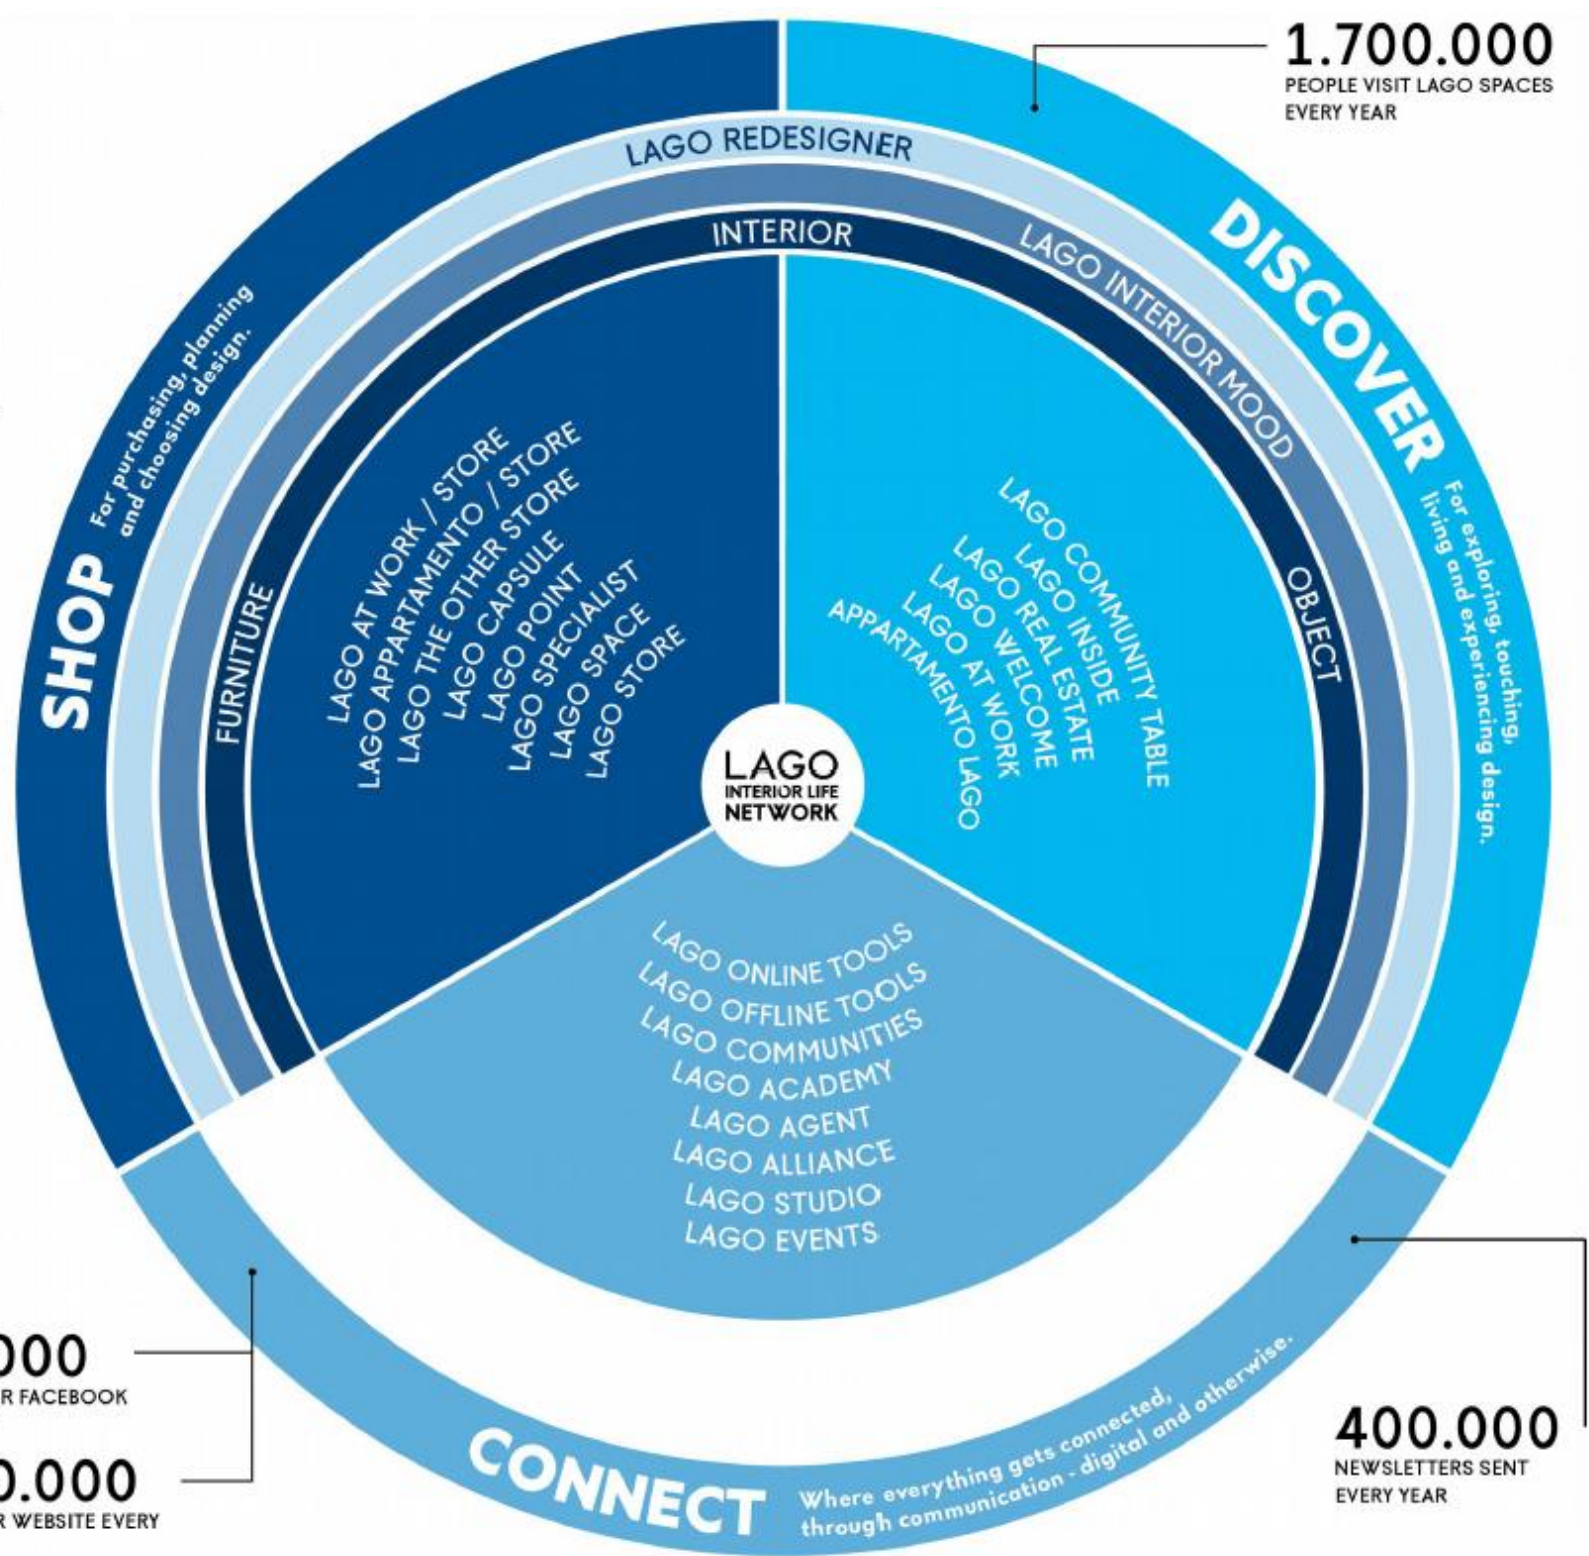 1.700.000
PEOPLE VISIT LAGO SPACES
EVERY YEAR
LAGO REDESIGNER
LAGO INTERIOR MOOD
INTERIOR
FURNITURE
OBJECT
SHOP
For purchasing, planning
and choosing design.
LAGO AT WORK / STORE
LAGO APPARTAMENTO / STORE
LAGO THE OTHER STORE
LAGO CAPSULE
LAGO POINT
LAGO SPECIALIST
LAGO SPACE
LAGO STORE
DISCOVER
For exploring, touching,
living and experiencing design.
LAGO COMMUNITY TABLE
LAGO INSIDE
LAGO REAL ESTATE
LAGO WELCOME
LAGO AT WORK
APPARTAMENTO LAGO
LAGO
INTERIOR LIFE
NETWORK
LAGO ONLINE TOOLS
LAGO OFFLINE TOOLS
LAGO COMMUNITIES
LAGO ACADEMY
LAGO AGENT
LAGO ALLIANCE
LAGO STUDIO
LAGO EVENTS
CONNECT
Where everything gets connected,
through communication - digital and otherwise.
000
R FACEBOOK
0.000
R WEBSITE EVERY
400.000
NEWSLETTERS SENT
EVERY YEAR